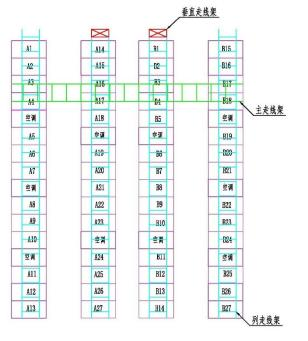 垂直走线架
A1 A14 B1 B15
A2 A15 B2 B16
A3 A16 B3 B17
主走线架
A4 A17 B4 B18
空调 A18 B5 空调
A5 空调 空调 B19
A6 A19 B6 B20
A7 A20 B7 B21
空调 A21 B8 空调
A8 A22 B9 B22
A9 A23 B10 B23
A10 空调 空调 B24
空调 A24 B11 空调
A11 A25 B12 B25
A12 A26 B13 B26
A13 A27 B14 B27
列走线架